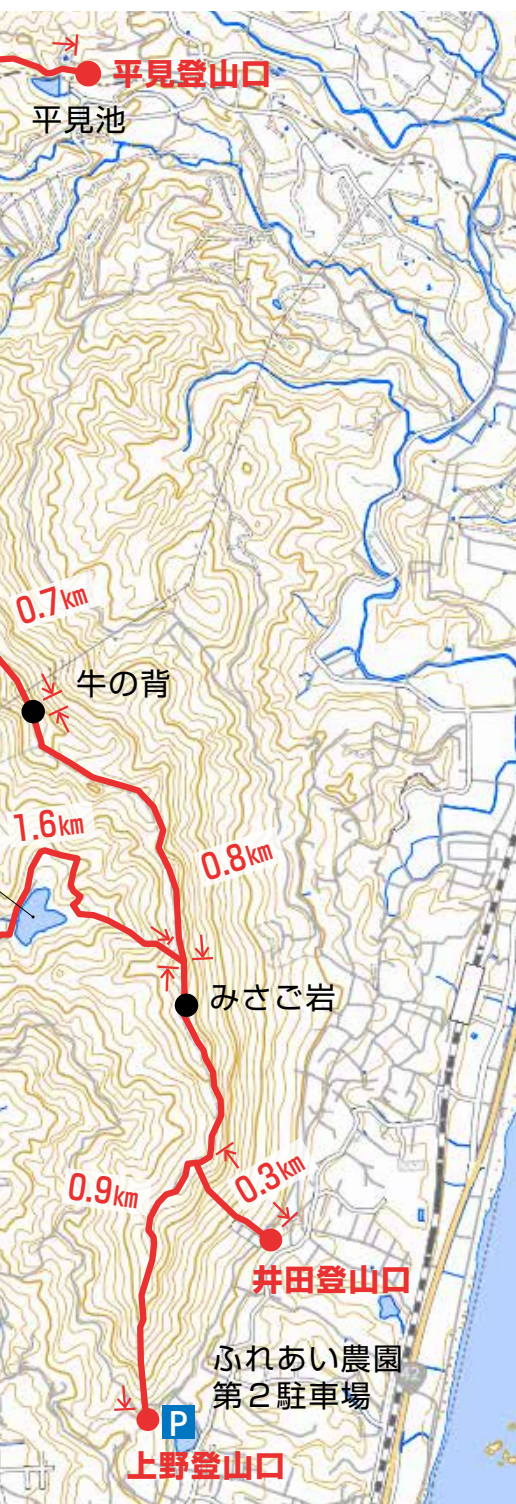 平見登山口
平見池
0.7km
牛の背
1.6km
0.8km
みさご岩
0.9km
0.3km
井田登山口
ふれあい農園
第２駐車場
P
上野登山口